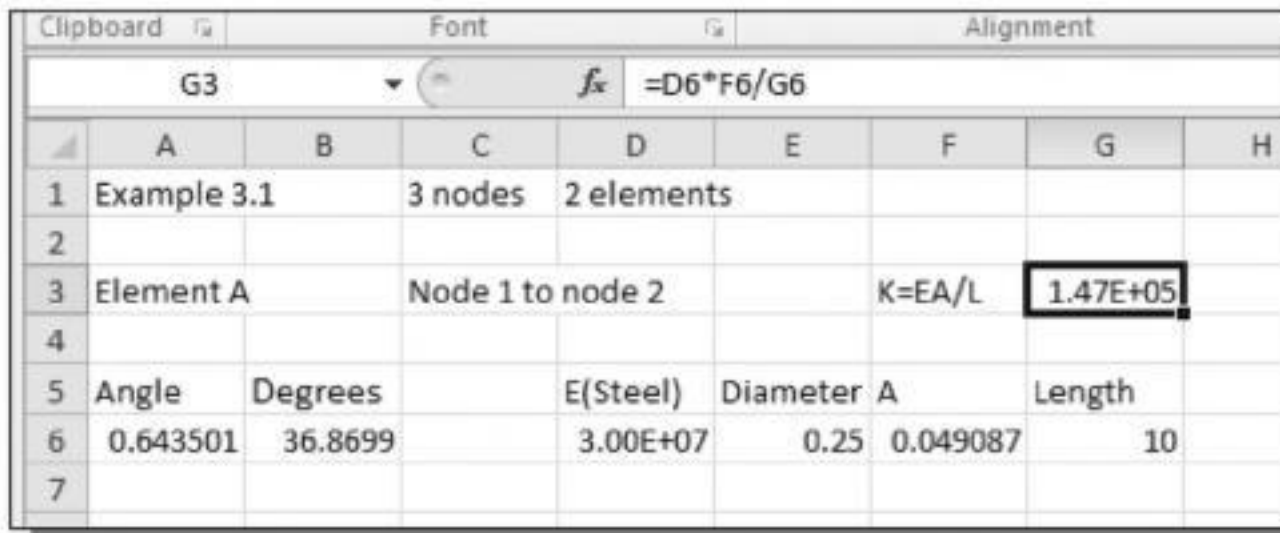 Clipboard Font Alignment
G3 fx =D6*F6/G6
A B C D E F G H
1 Example 3.1 3 nodes 2 elements
2
3 Element A Node 1 to node 2 K=EA/L 1.47E+05
4
5 Angle Degrees E(Steel) Diameter A Length
6 0.643501 36.8699 3.00E+07 0.25 0.049087 10
7